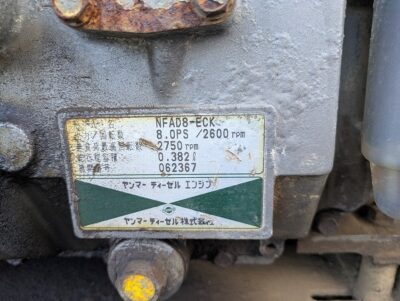 NFAD8-ECK
8.0PS /2600rpm
2750rpm
0.382ℓ
062367
ヤンマーディーゼルエンジン
ヤンマーディーゼル株式会社